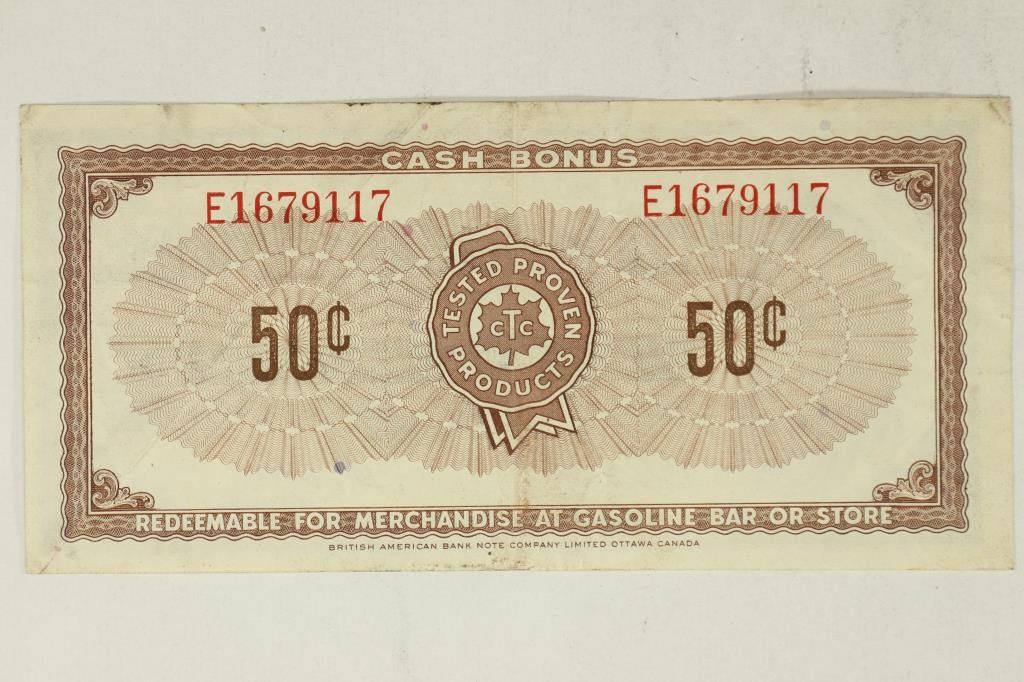 CASH BONUS
E1679117 E1679117
TESTED PROVEN
50¢ CTC 50¢
PRODUCTS
REDEEMABLE FOR MERCHANDISE AT GASOLINE BAR OR STORE
BRITISH AMERICAN BANK NOTE COMPANY LIMITED OTTAWA CANADA